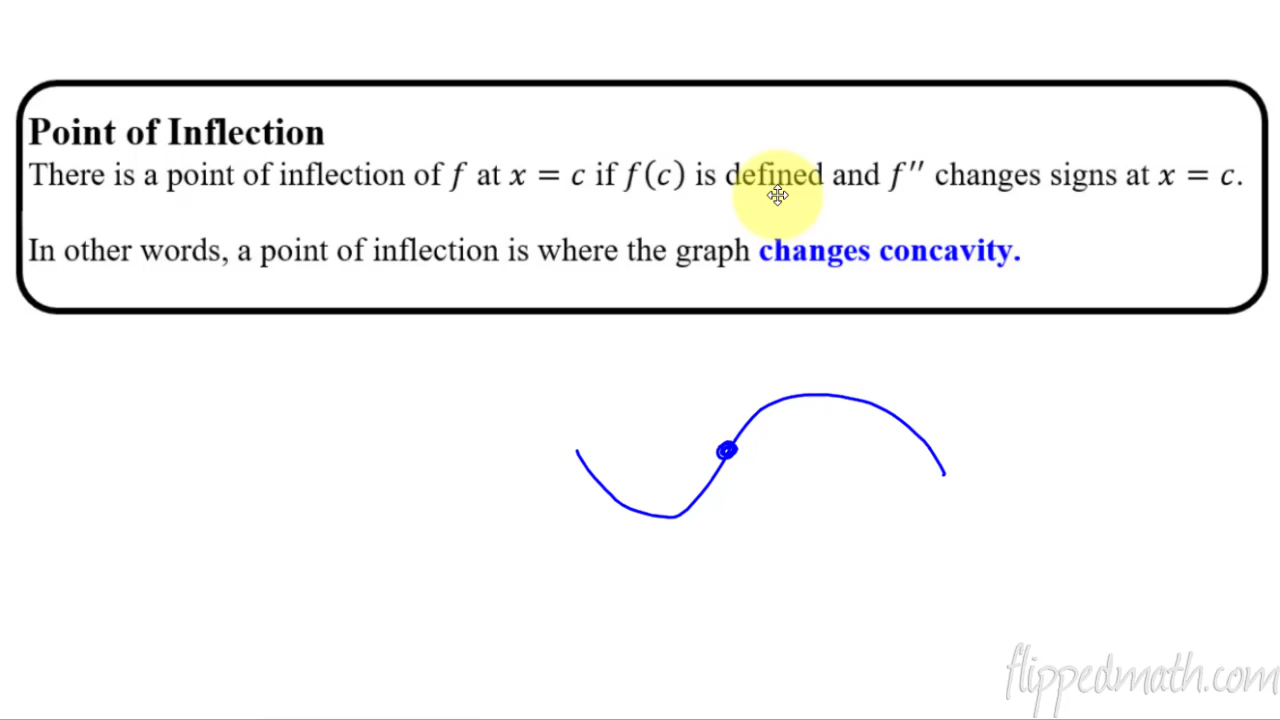 Point of Inflection
There is a point of inflection of f at x = c if f(c) is defined and f″ changes signs at x = c.
In other words, a point of inflection is where the graph changes concavity.
flippedmath.com